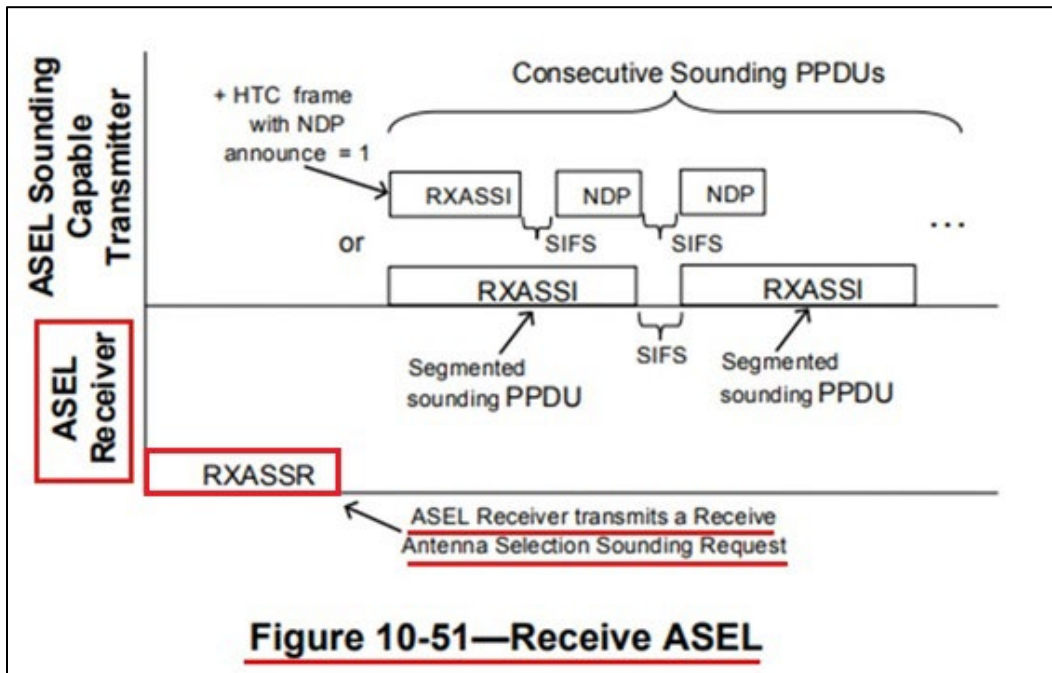 ASEL Sounding
Capable
Transmitter
+ HTC frame
with NDP
announce = 1
Consecutive Sounding PPDUs
RXASSI
NDP
NDP
SIFS
SIFS
...
or
RXASSI
RXASSI
SIFS
Segmented
sounding PPDU
Segmented
sounding PPDU
ASEL
Receiver
RXASSR
ASEL Receiver transmits a Receive
Antenna Selection Sounding Request
Figure 10-51—Receive ASEL